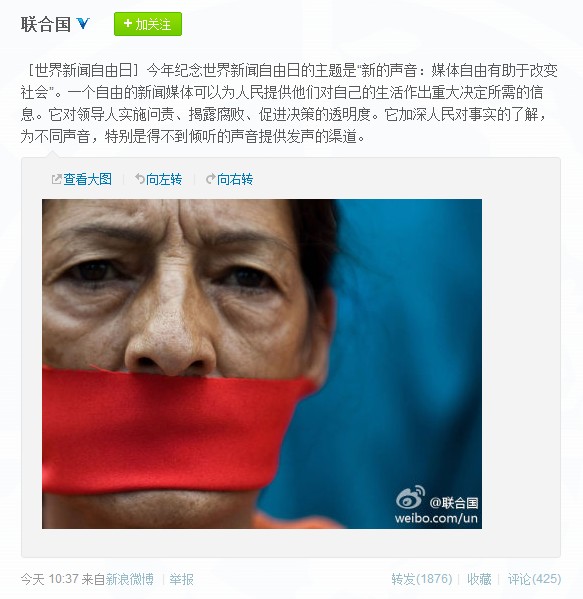 联合国
+ 加关注
［世界新闻自由日］今年纪念世界新闻自由日的主题是“新的声音：媒体自由有助于改变
社会”。一个自由的新闻媒体可以为人民提供他们对自己的生活作出重大决定所需的信
息。它对领导人实施问责、揭露腐败、促进决策的透明度。它加深人民对事实的了解，
为不同声音，特别是得不到倾听的声音提供发声的渠道。
查看大图 向左转 向右转
@联合国
weibo.com/un
今天 10:37 来自新浪微博 举报 转发(1876) 收藏 评论(425)